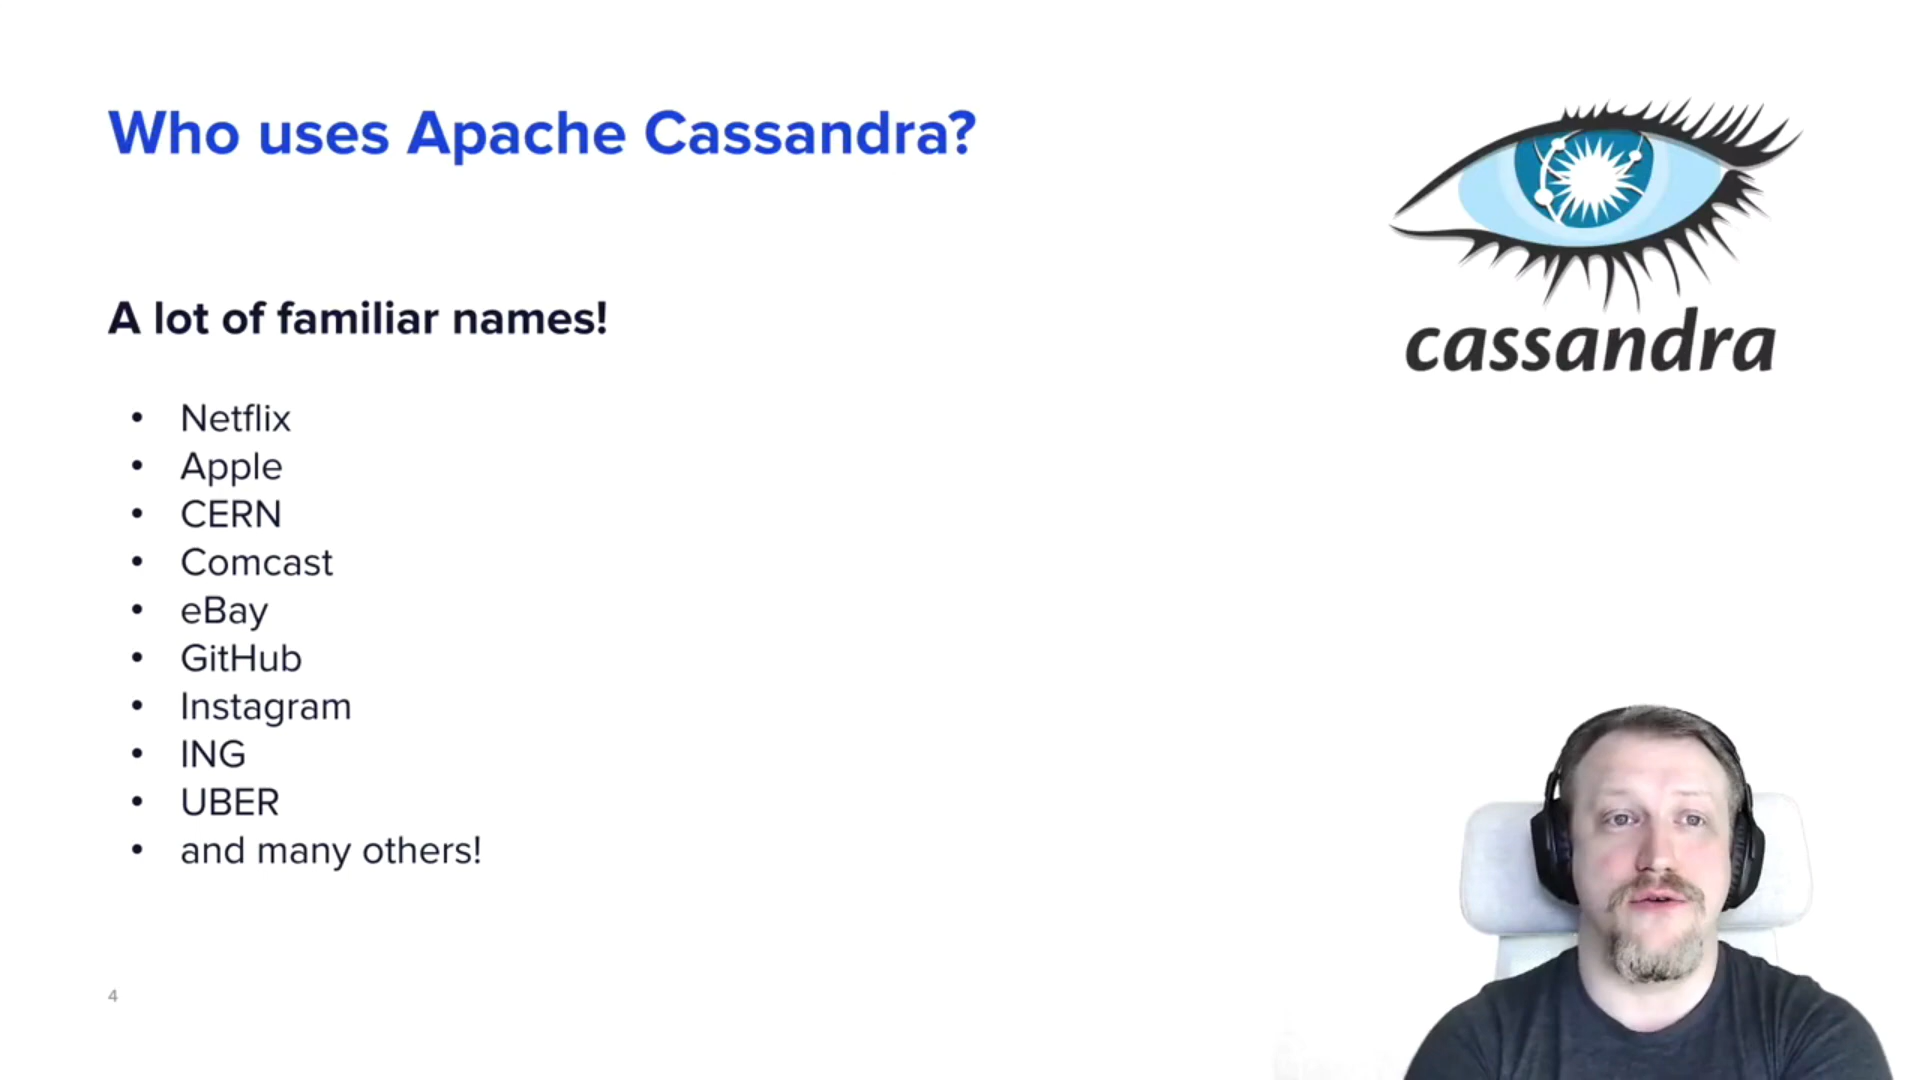 Who uses Apache Cassandra?
cassandra
A lot of familiar names!
• Netflix
• Apple
• CERN
• Comcast
• eBay
• GitHub
• Instagram
• ING
• UBER
• and many others!
4